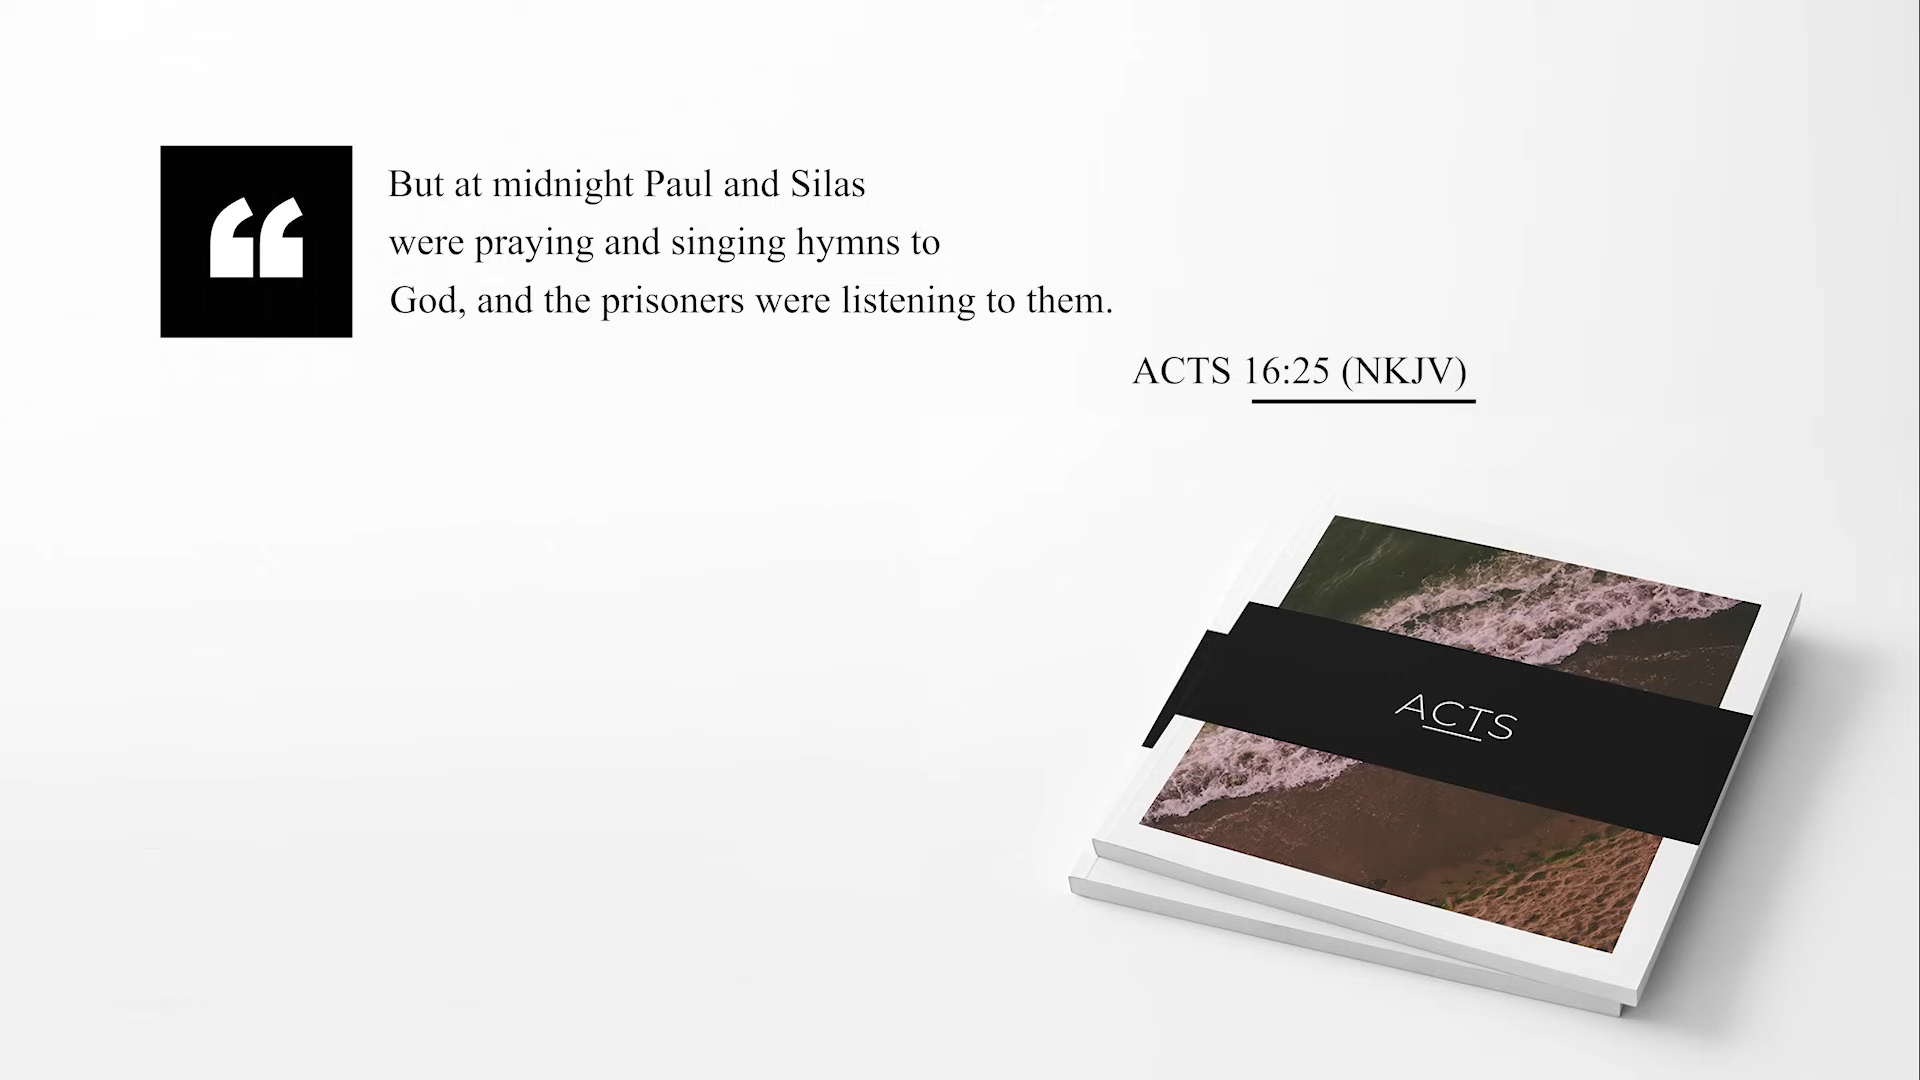 But at midnight Paul and Silas
were praying and singing hymns to
God, and the prisoners were listening to them.
ACTS 16:25 (NKJV)
ACTS